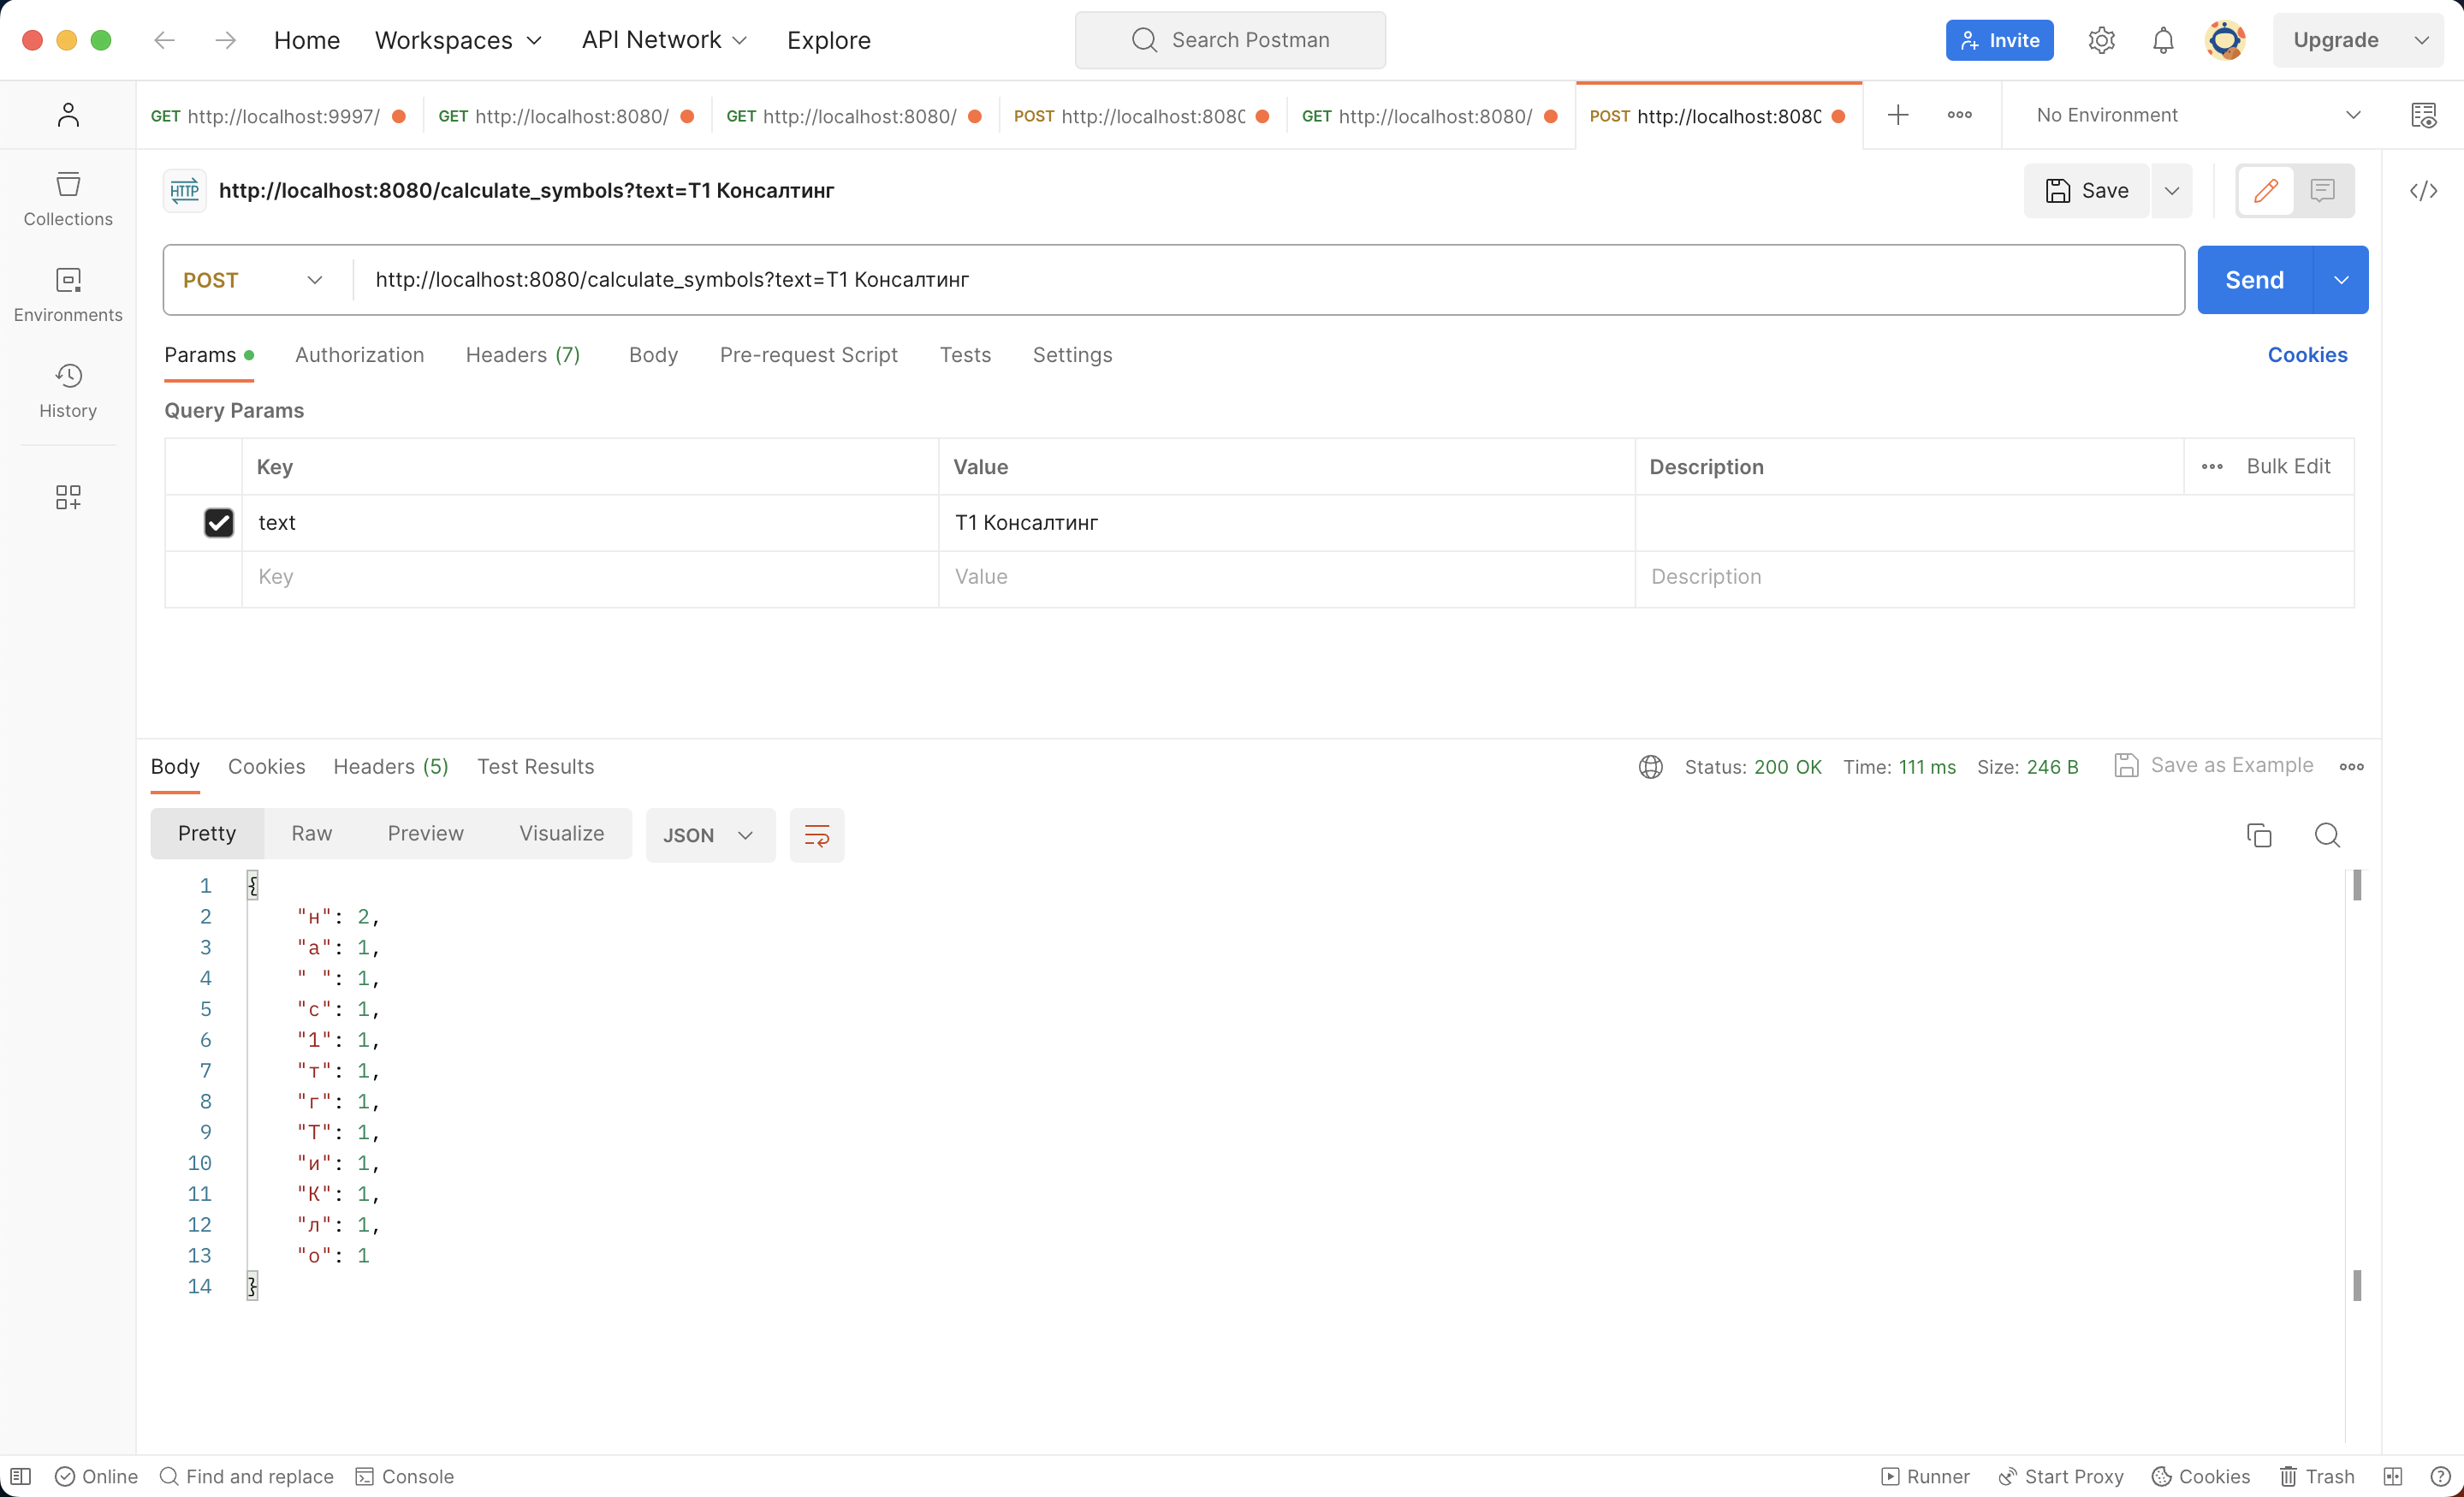 Home Workspaces API Network Explore Search Postman Invite Upgrade
GET http://localhost:9997/ GET http://localhost:8080/ GET http://localhost:8080/ POST http://localhost:808 GET http://localhost:8080/ POST http://localhost:808 No Environment
HTTP http://localhost:8080/calculate_symbols?text=Т1 Консалтинг Save
Collections
POST http://localhost:8080/calculate_symbols?text=Т1 Консалтинг Send
Environments
Params Authorization Headers (7) Body Pre-request Script Tests Settings Cookies
History
Query Params
Key Value Description Bulk Edit
text Т1 Консалтинг
Key Value Description
Body Cookies Headers (5) Test Results Status: 200 OK Time: 111 ms Size: 246 B Save as Example
Pretty Raw Preview Visualize JSON
1 {
2 "н": 2,
3 "а": 1,
4 " ": 1,
5 "с": 1,
6 "1": 1,
7 "т": 1,
8 "г": 1,
9 "Т": 1,
10 "и": 1,
11 "К": 1,
12 "л": 1,
13 "о": 1
14 }
Online Find and replace Console Runner Start Proxy Cookies Trash